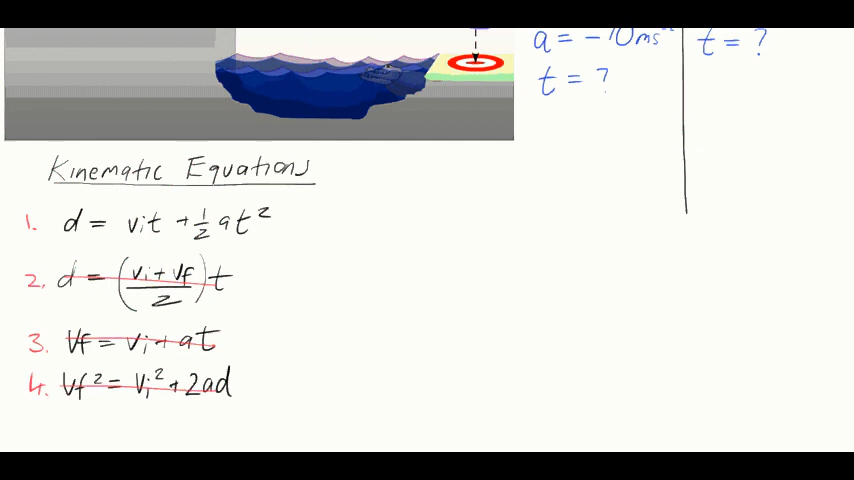 a = -10ms⁻²
t = ?
t = ?
Kinematic Equations
1. d = vit + 1/2 at²
2. d = (vi + vf / 2) t
3. Vf = vi + at
4. Vf² = vi² + 2ad